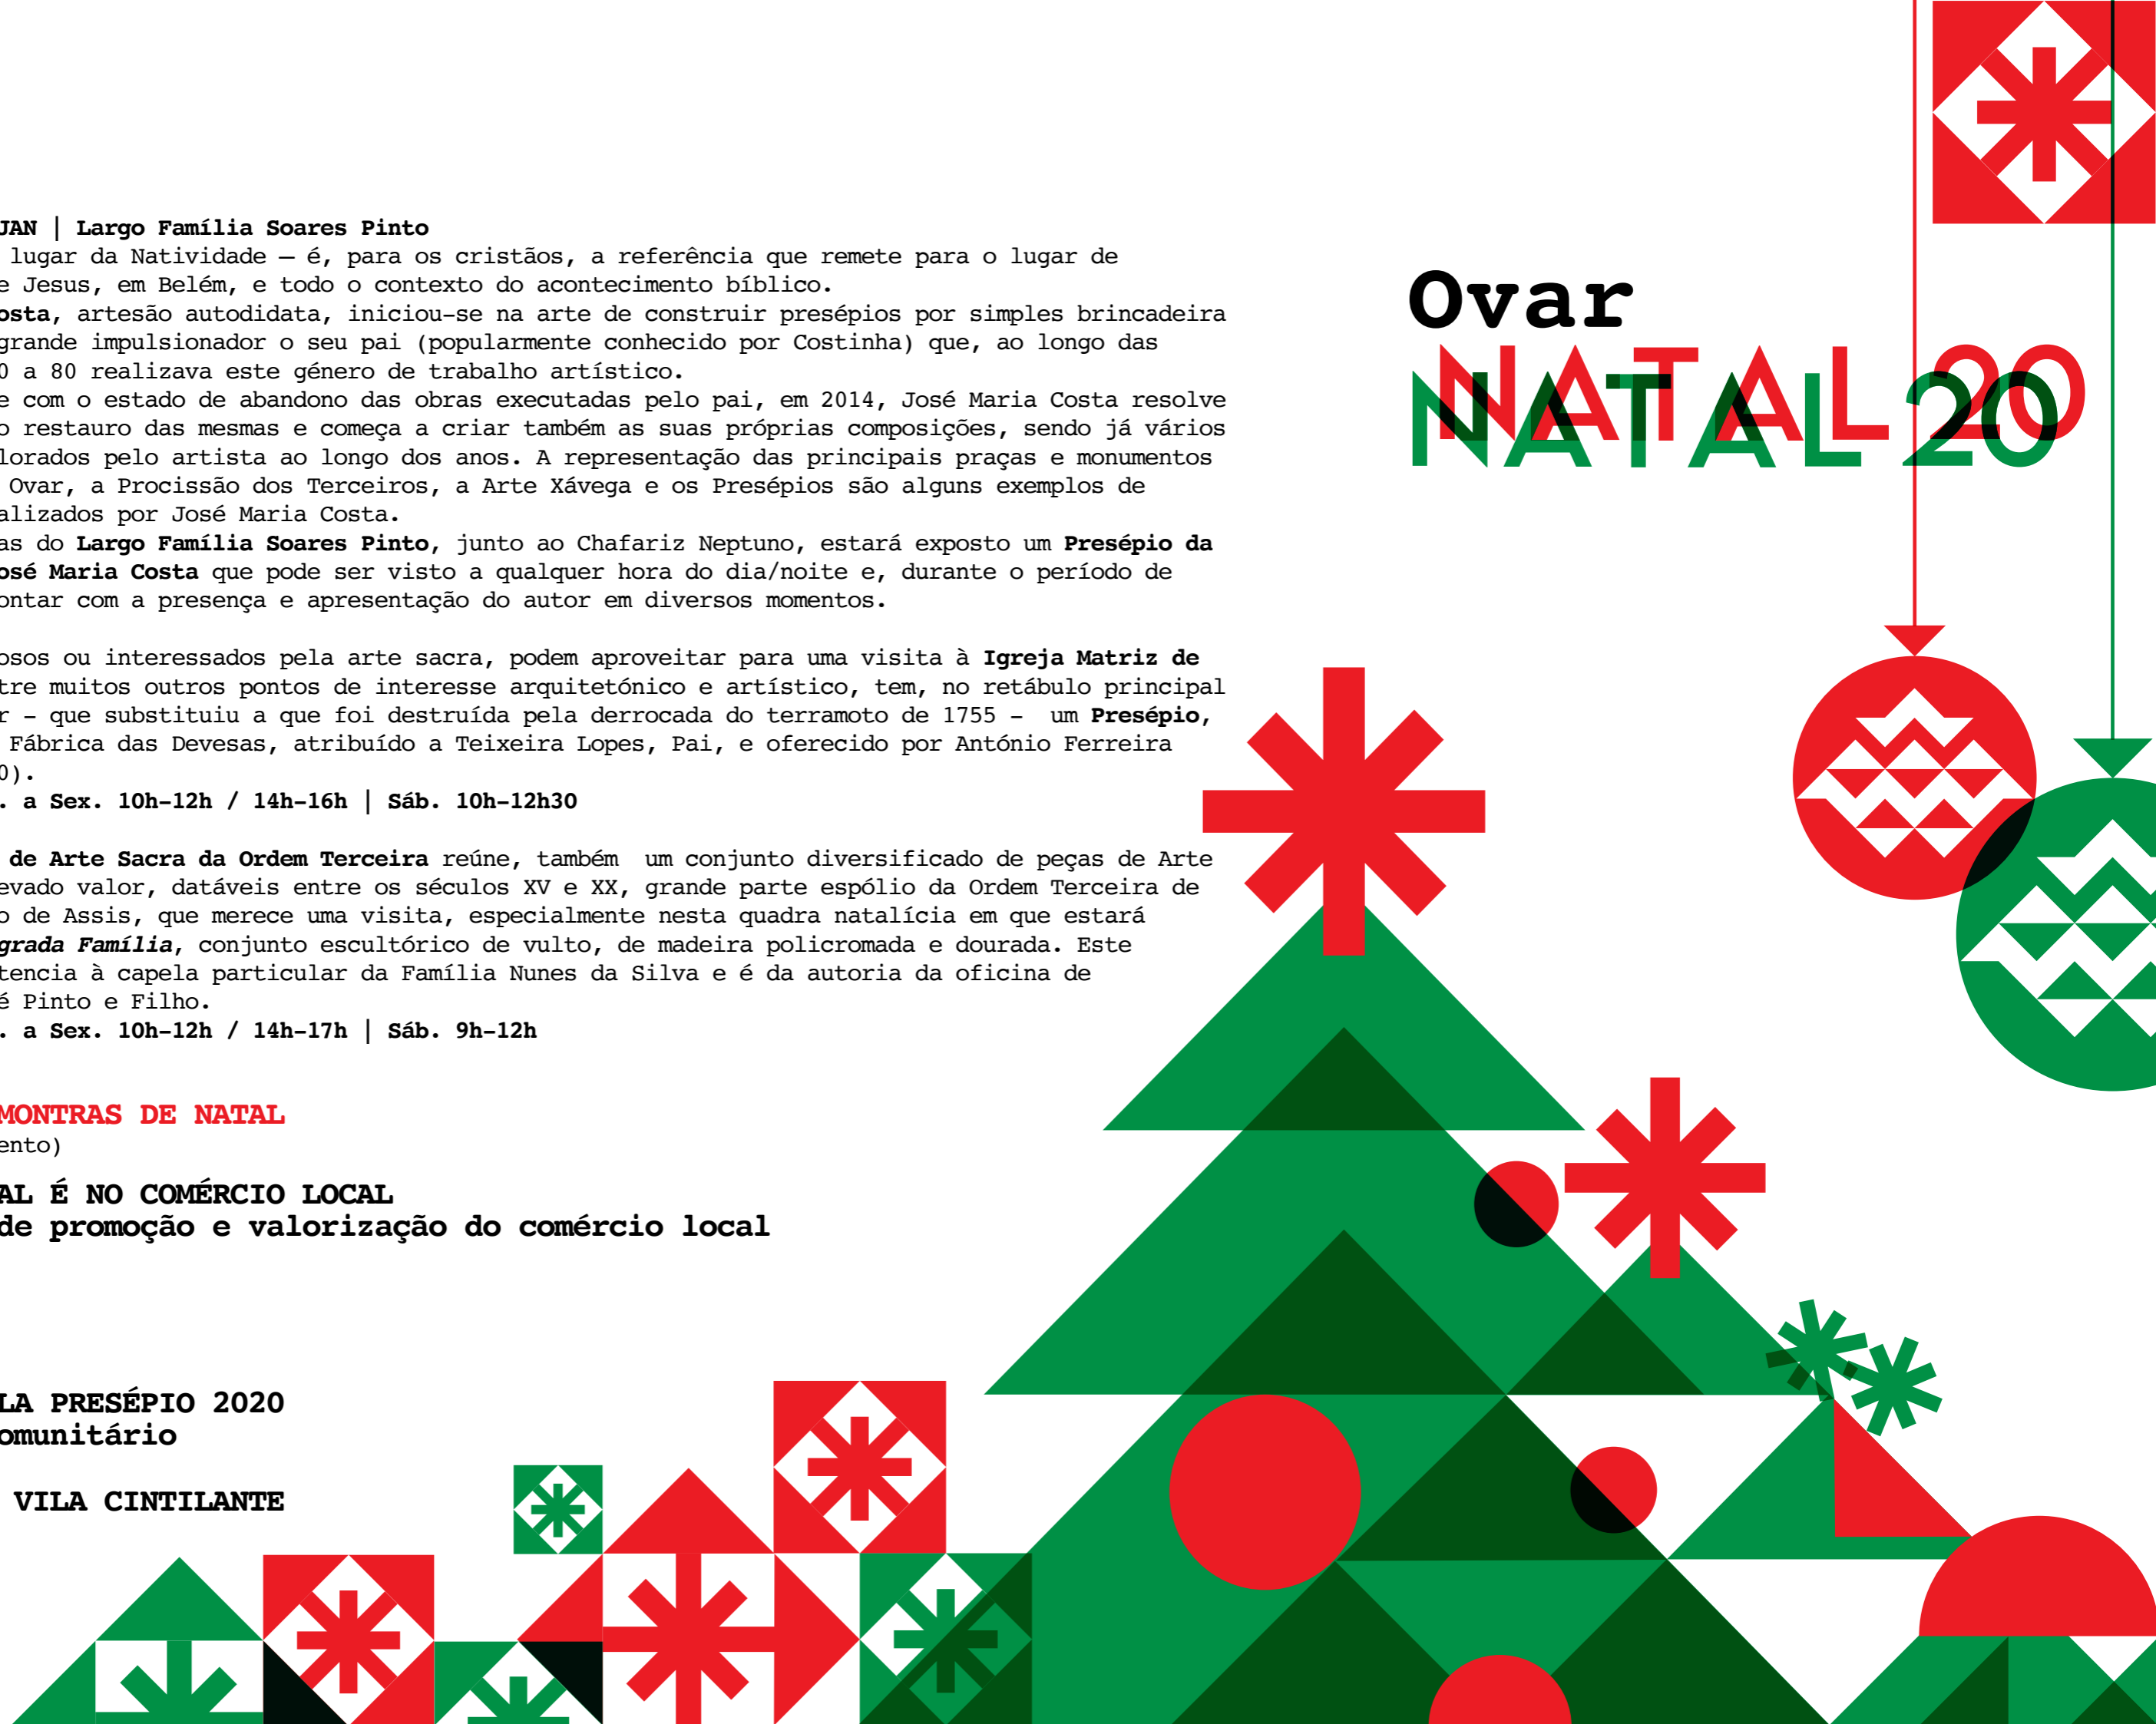 JAN | Largo Família Soares Pinto
lugar da Natividade – é, para os cristãos, a referência que remete para o lugar de
e Jesus, em Belém, e todo o contexto do acontecimento bíblico.
osta, artesão autodidata, iniciou-se na arte de construir presépios por simples brincadeira
grande impulsionador o seu pai (popularmente conhecido por Costinha) que, ao longo das
0 a 80 realizava este género de trabalho artístico.
e com o estado de abandono das obras executadas pelo pai, em 2014, José Maria Costa resolve
o restauro das mesmas e começa a criar também as suas próprias composições, sendo já vários
lorados pelo artista ao longo dos anos. A representação das principais praças e monumentos
Ovar, a Procissão dos Terceiros, a Arte Xávega e os Presépios são alguns exemplos de
alizados por José Maria Costa.
as do Largo Família Soares Pinto, junto ao Chafariz Neptuno, estará exposto um Presépio da
osé Maria Costa que pode ser visto a qualquer hora do dia/noite e, durante o período de
ontar com a presença e apresentação do autor em diversos momentos.
osos ou interessados pela arte sacra, podem aproveitar para uma visita à Igreja Matriz de
tre muitos outros pontos de interesse arquitetónico e artístico, tem, no retábulo principal
r - que substituiu a que foi destruída pela derrocada do terramoto de 1755 - um Presépio,
Fábrica das Devesas, atribuído a Teixeira Lopes, Pai, e oferecido por António Ferreira
0).
. a Sex. 10h-12h / 14h-16h | Sáb. 10h-12h30
de Arte Sacra da Ordem Terceira reúne, também um conjunto diversificado de peças de Arte
evado valor, datáveis entre os séculos XV e XX, grande parte espólio da Ordem Terceira de
o de Assis, que merece uma visita, especialmente nesta quadra natalícia em que estará
grada Família, conjunto escultórico de vulto, de madeira policromada e dourada. Este
tencia à capela particular da Família Nunes da Silva e é da autoria da oficina de
é Pinto e Filho.
. a Sex. 10h-12h / 14h-17h | Sáb. 9h-12h
MONTRAS DE NATAL
ento)
AL É NO COMÉRCIO LOCAL
de promoção e valorização do comércio local
LA PRESÉPIO 2020
omunitário
VILA CINTILANTE
Ovar
NATAL 20